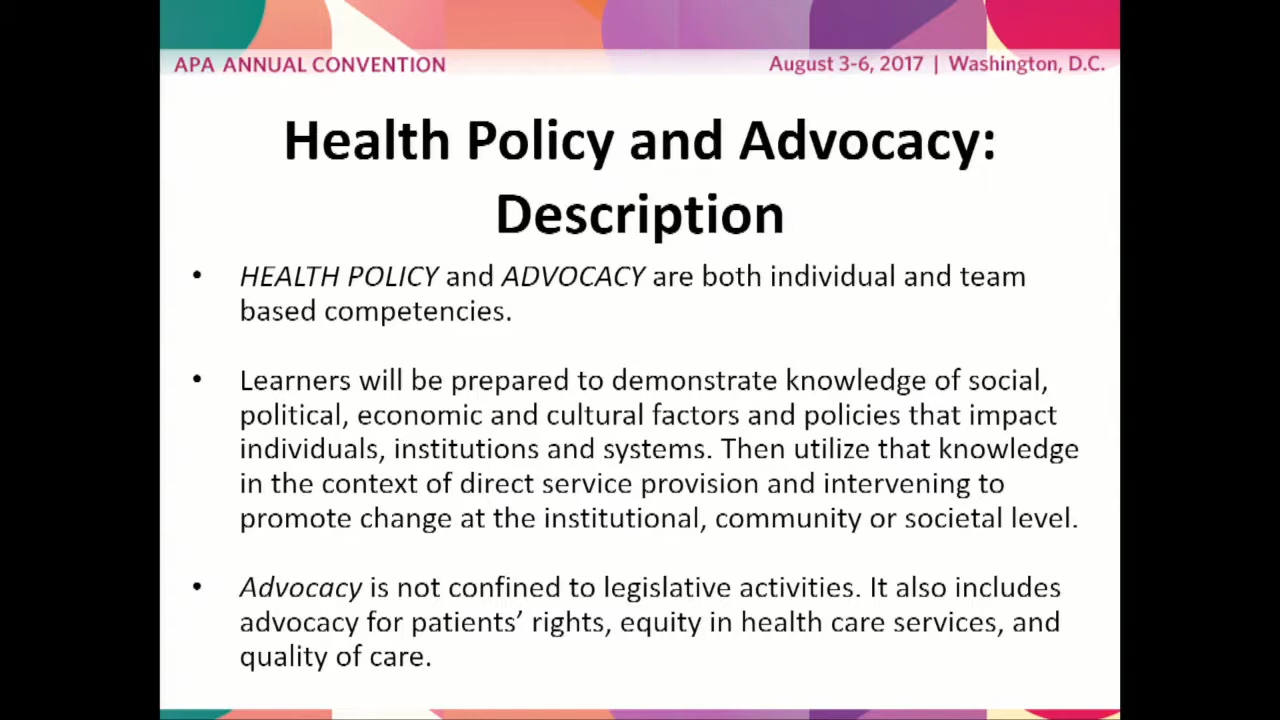 APA ANNUAL CONVENTION
August 3-6, 2017 | Washington, D.C.
Health Policy and Advocacy:
Description
• HEALTH POLICY and ADVOCACY are both individual and team
based competencies.
• Learners will be prepared to demonstrate knowledge of social,
political, economic and cultural factors and policies that impact
individuals, institutions and systems. Then utilize that knowledge
in the context of direct service provision and intervening to
promote change at the institutional, community or societal level.
• Advocacy is not confined to legislative activities. It also includes
advocacy for patients’ rights, equity in health care services, and
quality of care.